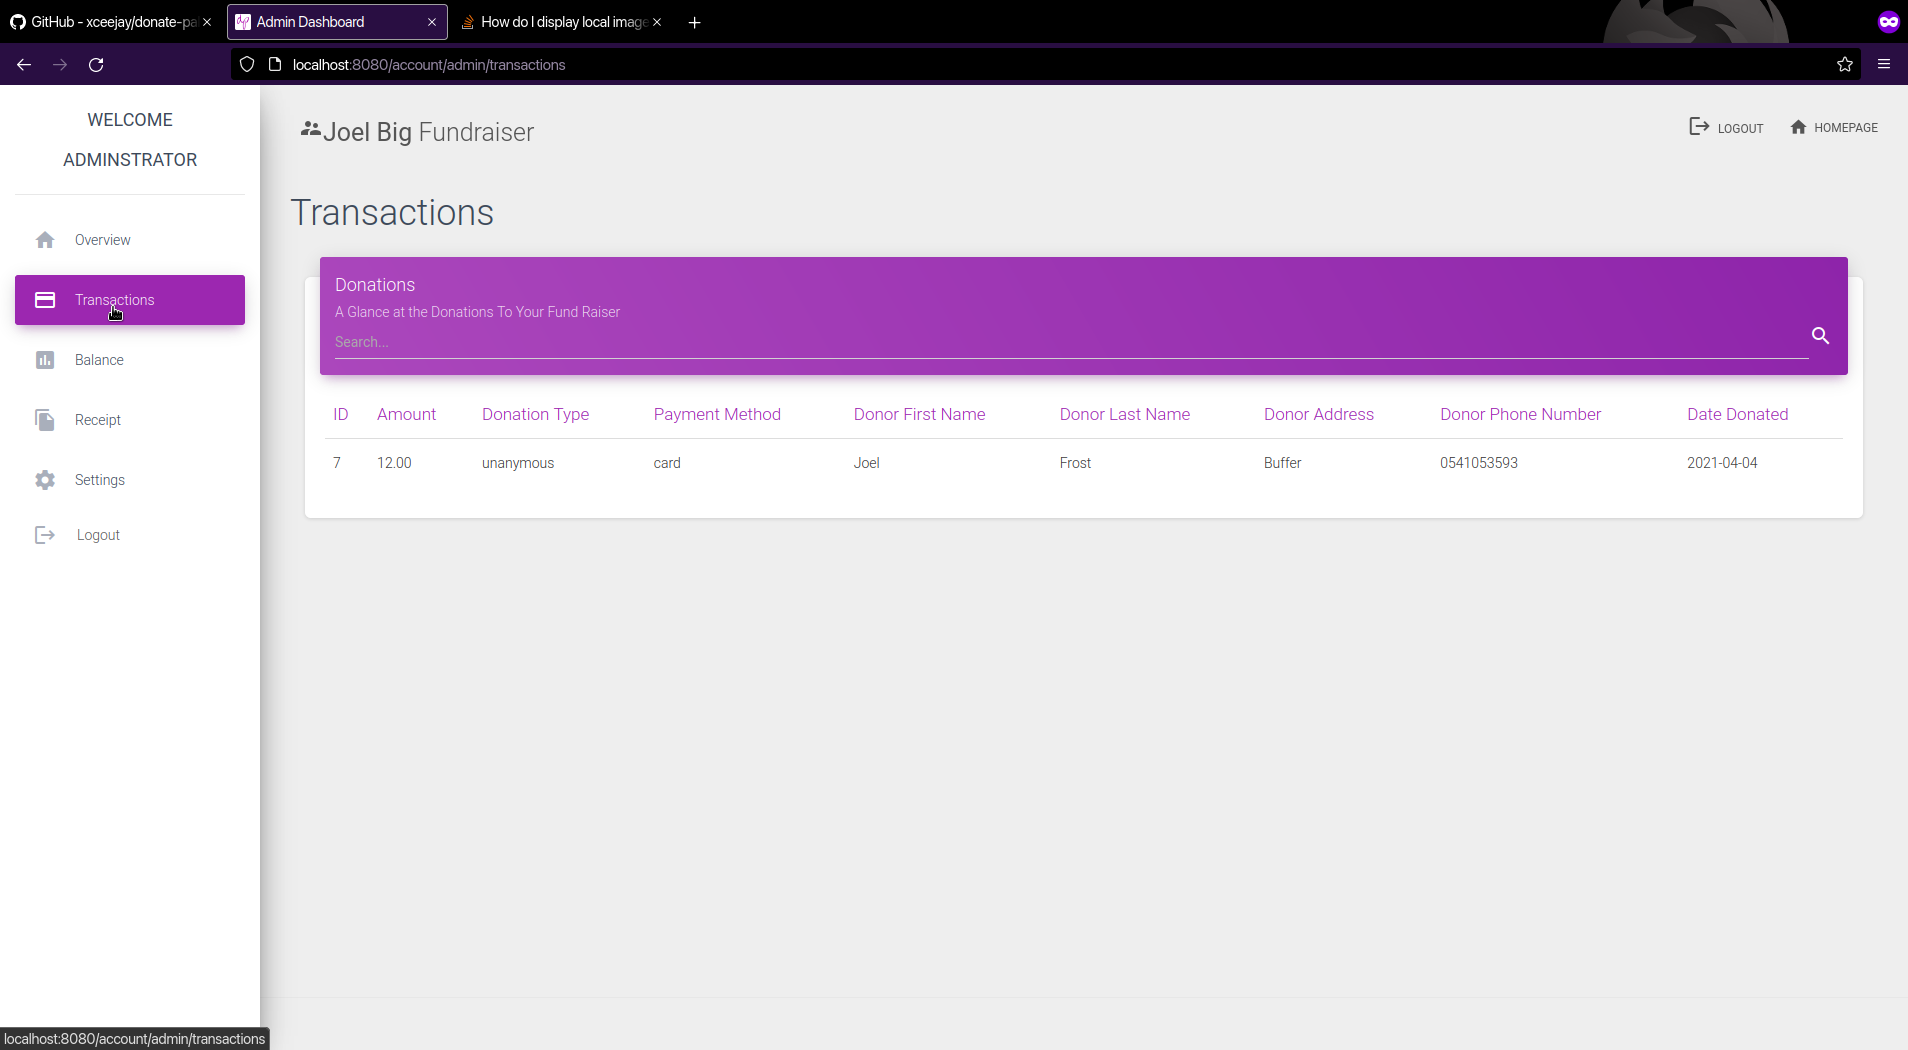 GitHub - xceejay/donate-pa
Admin Dashboard
How do I display local image
localhost:8080/account/admin/transactions
WELCOME
ADMINSTRATOR
Overview
Transactions
Balance
Receipt
Settings
Logout
Joel Big Fundraiser
LOGOUT
HOMEPAGE
Transactions
Donations
A Glance at the Donations To Your Fund Raiser
Search...
ID Amount Donation Type Payment Method Donor First Name Donor Last Name Donor Address Donor Phone Number Date Donated
7 12.00 unanymous card Joel Frost Buffer 0541053593 2021-04-04
localhost:8080/account/admin/transactions